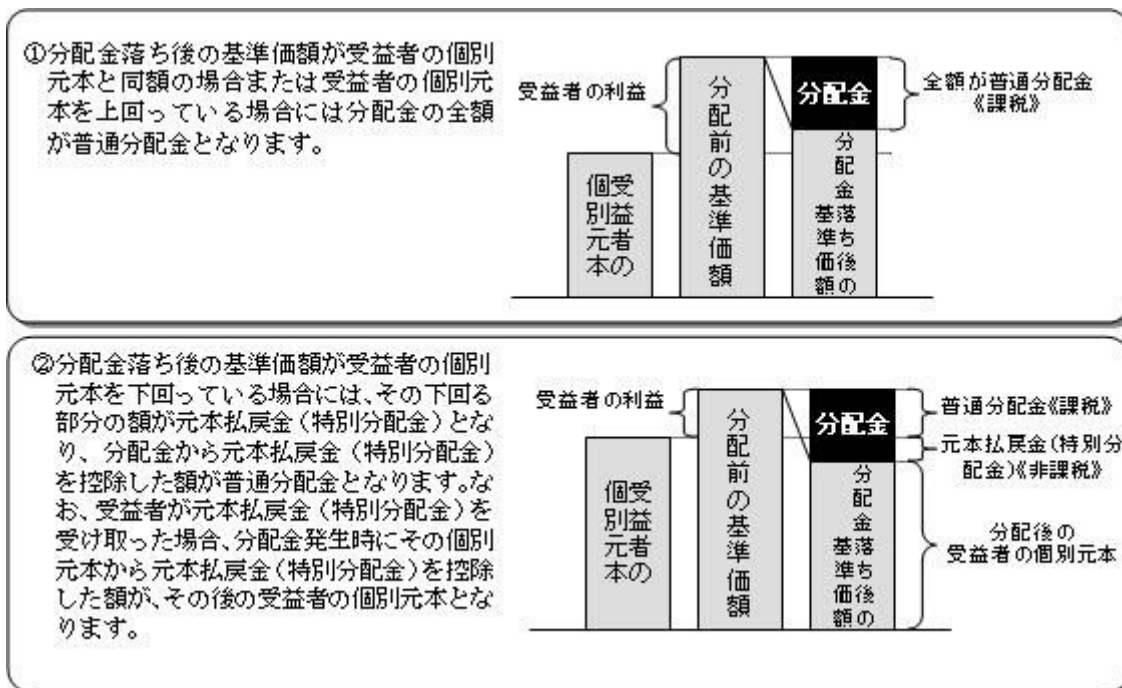 ①分配金落ち後の基準価額が受益者の個別
元本と同額の場合または受益者の個別元
本を上回っている場合には分配金の全額
が普通分配金となります。
受益者の利益
個別元本
受益者の
分配前の基準価額
分配金
分配金落ち後の
基準価額
全額が普通分配金
《課税》
②分配金落ち後の基準価額が受益者の個別
元本を下回っている場合には、その下回る
部分の額が元本払戻金(特別分配金)とな
り、分配金から元本払戻金(特別分配金)
を控除した額が普通分配金となります。な
お、受益者が元本払戻金(特別分配金)を
受け取った場合、分配金発生時にその個別
元本から元本払戻金(特別分配金)を控除
した額が、その後の受益者の個別元本とな
ります。
受益者の利益
受益者の
個別元本
分配前の基準価額
分配金
分配金落ち後の
基準価額
普通分配金《課税》
元本払戻金(特別分
配金)《非課税》
分配後の
受益者の個別元本